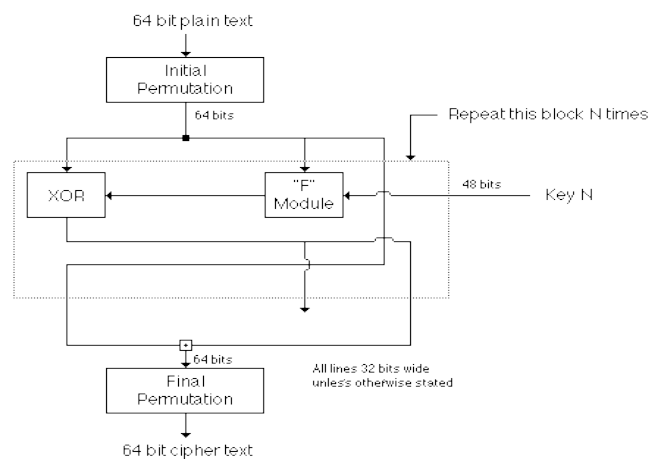 64 bit plain text
Initial
Permutation
64 bits
Repeat this block N times
XOR
"F"
Module
48 bits
Key N
64 bits
All lines 32 bits wide
unless's otherwise stated
Final
Permutation
64 bit cipher text